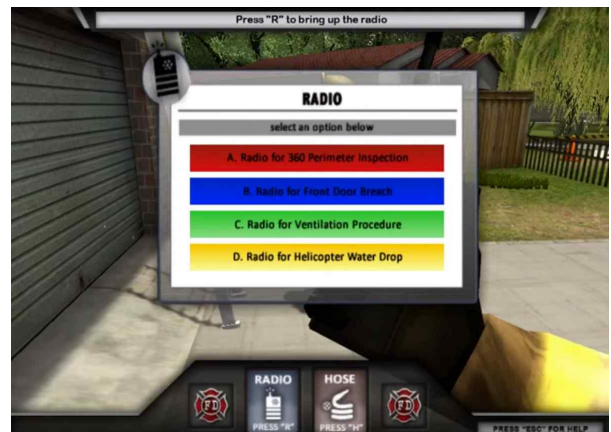 Press "R" to bring up the radio
RADIO
select an option below
A. Radio for 360 Perimeter Inspection
B. Radio for Front Door Breach
C. Radio for Ventilation Procedure
D. Radio for Helicopter Water Drop
FD
RADIO
PRESS "R"
HOSE
PRESS "H"
FD
PRESS "ESC" FOR HELP